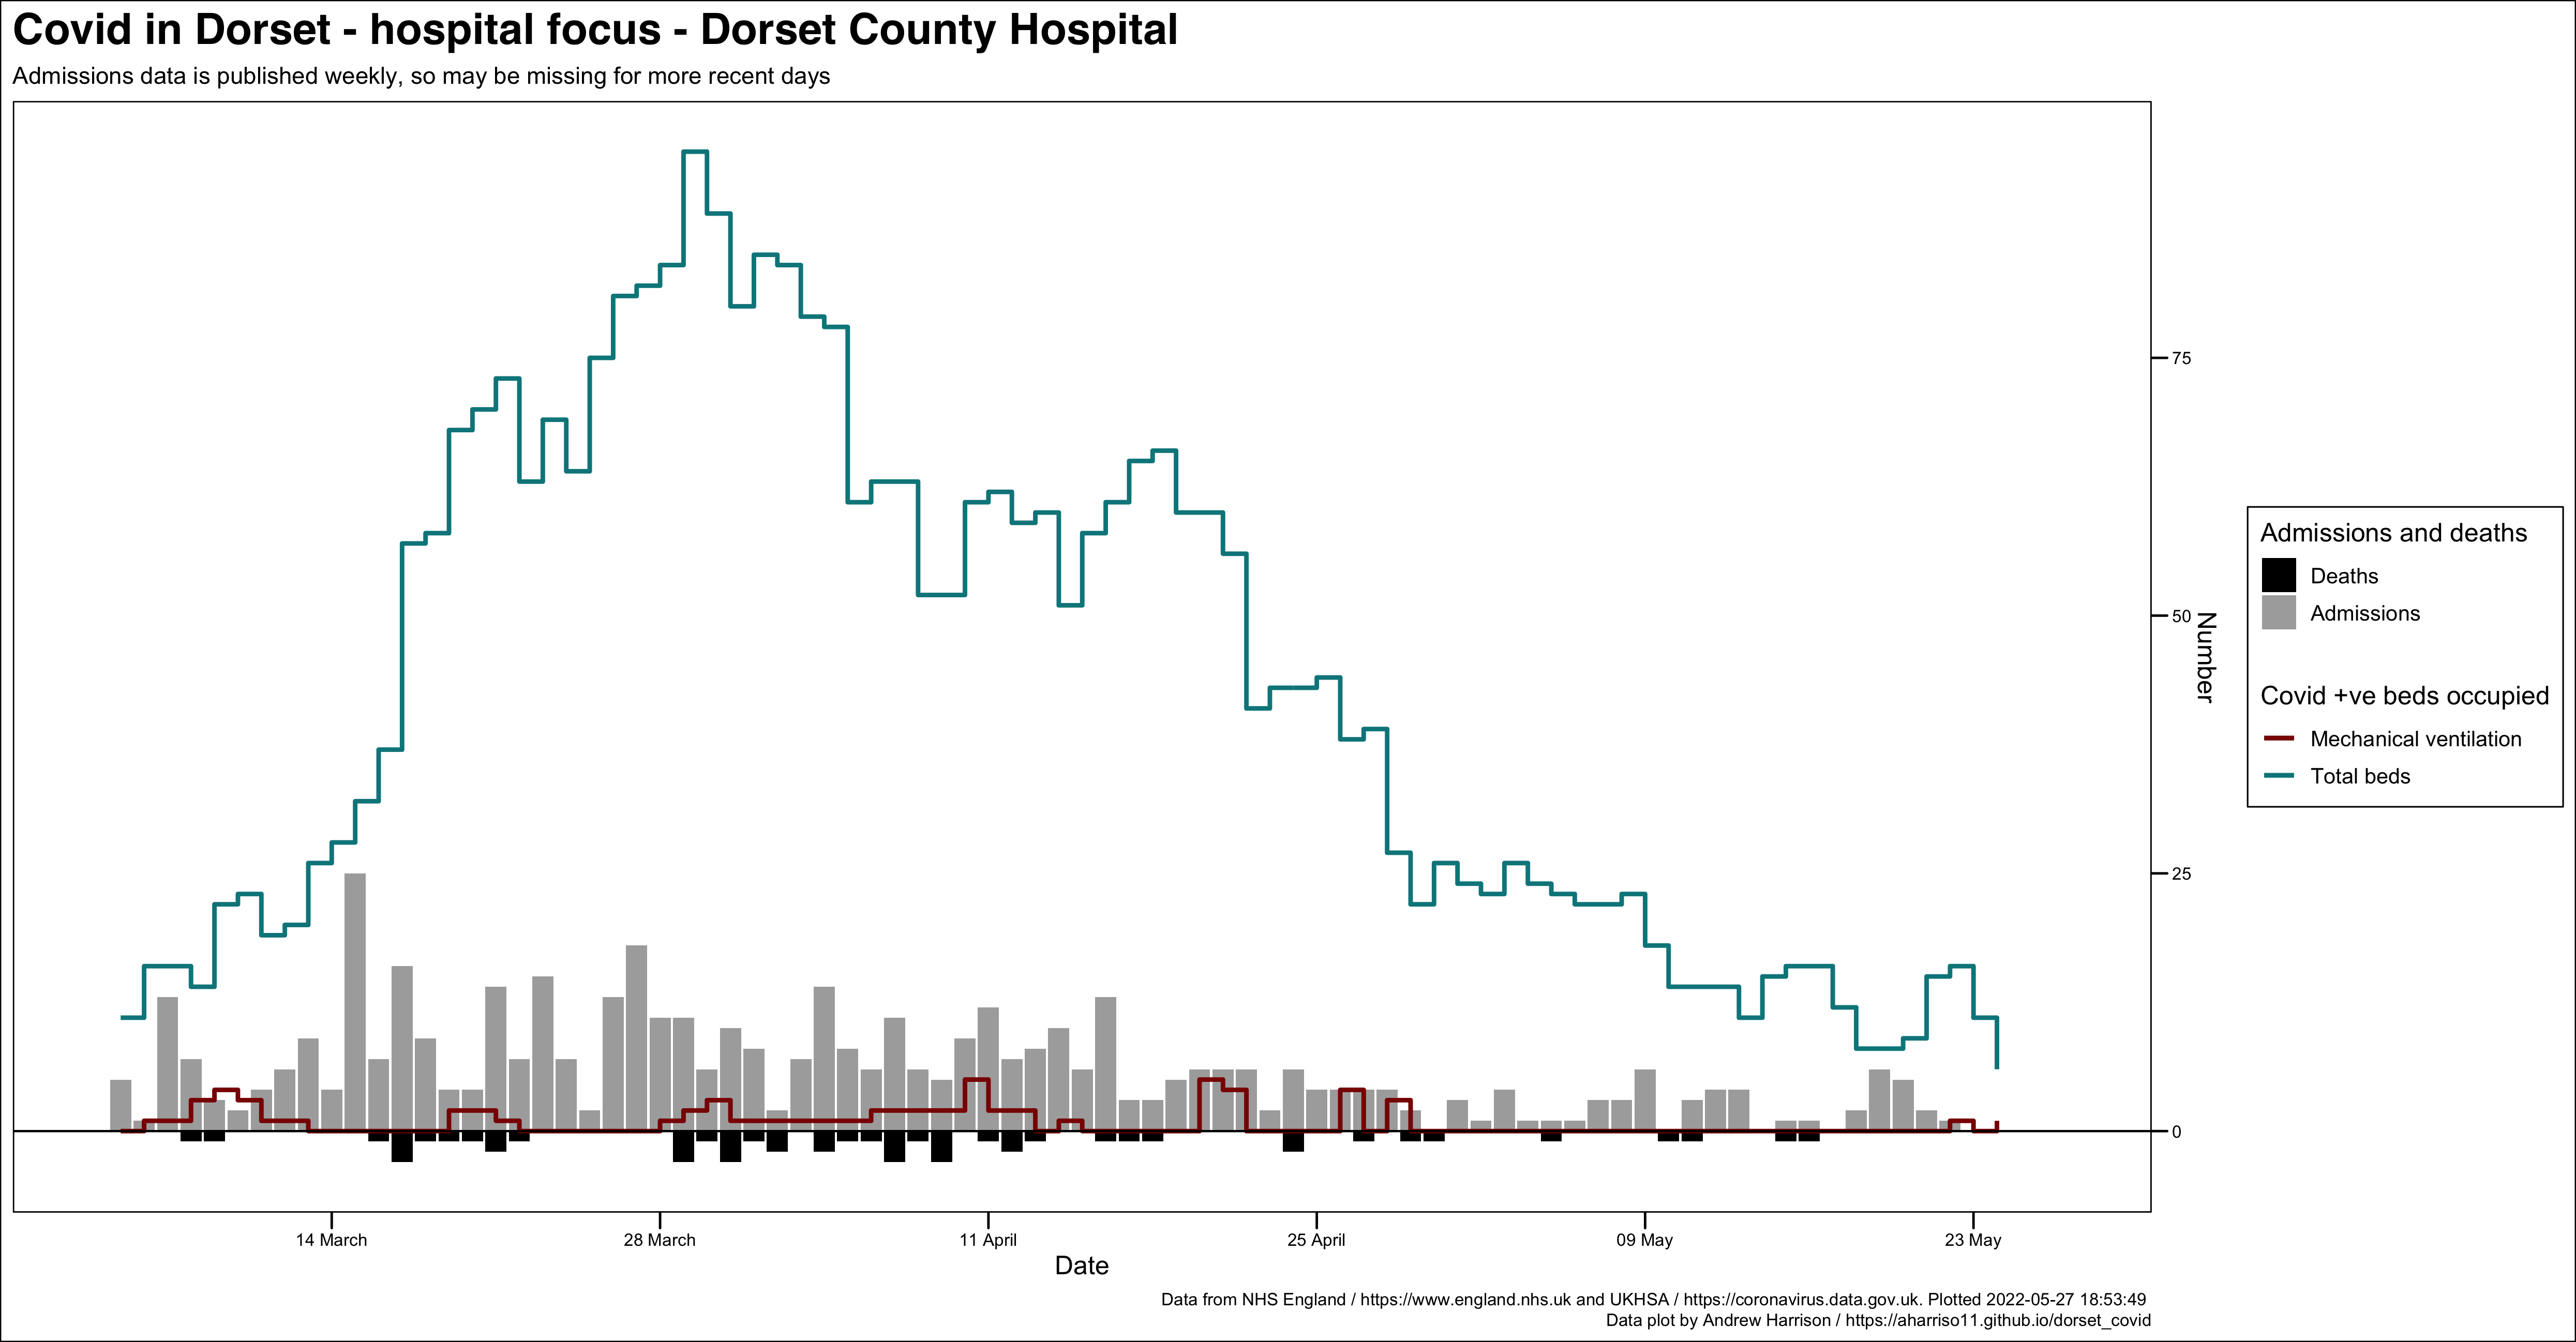 Covid in Dorset - hospital focus - Dorset County Hospital
Admissions data is published weekly, so may be missing for more recent days
75
50
25
0
Number
Admissions and deaths
Deaths
Admissions
Covid +ve beds occupied
Mechanical ventilation
Total beds
14 March 28 March 11 April 25 April 09 May 23 May
Date
Data from NHS England / https://www.england.nhs.uk and UKHSA / https://coronavirus.data.gov.uk. Plotted 2022-05-27 18:53:49
Data plot by Andrew Harrison / https://aharriso11.github.io/dorset_covid